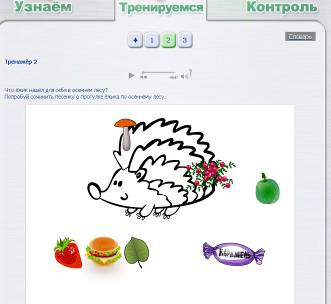 Узнаём Тренируемся Контроль
1 2 3
Словарь
Тренажёр 2
Что ёжик нашёл для себя в осеннем лесу?
Попробуй сочинить песенку о прогулке ёжика по осеннему лесу.
КАРАМЕЛЬ